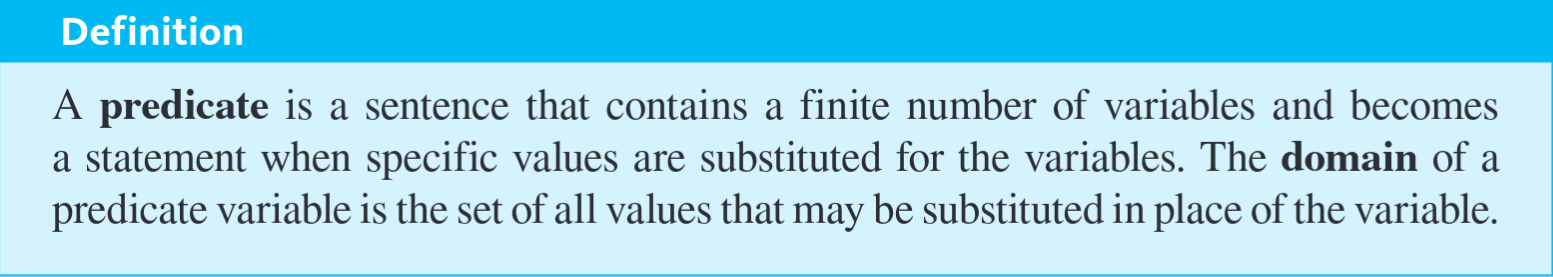 Definition
A predicate is a sentence that contains a finite number of variables and becomes
a statement when specific values are substituted for the variables. The domain of a
predicate variable is the set of all values that may be substituted in place of the variable.